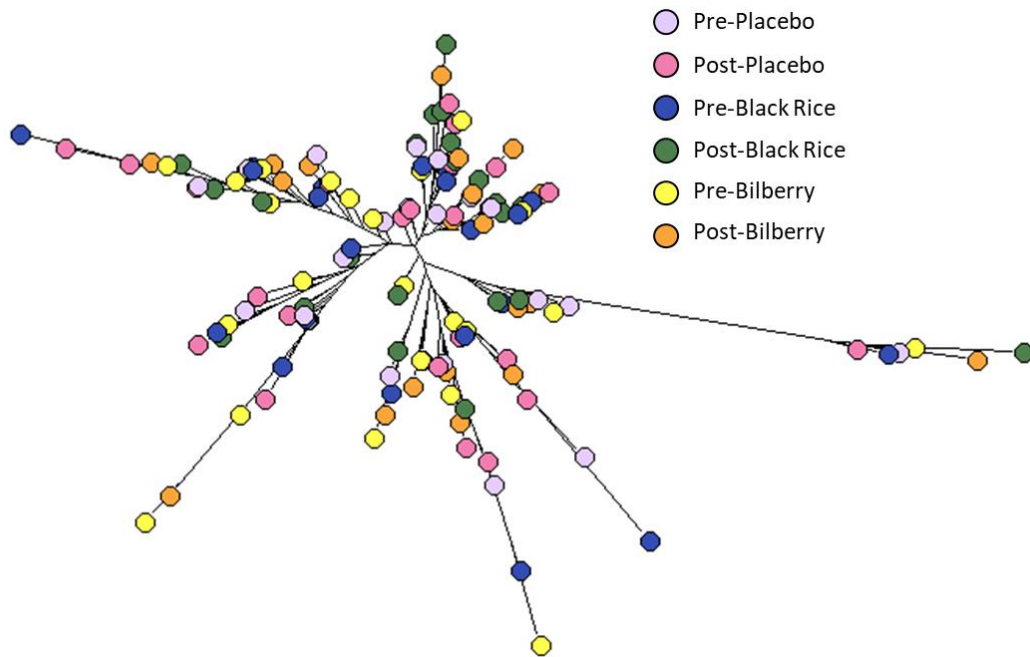 Pre-Placebo
Post-Placebo
Pre-Black Rice
Post-Black Rice
Pre-Bilberry
Post-Bilberry